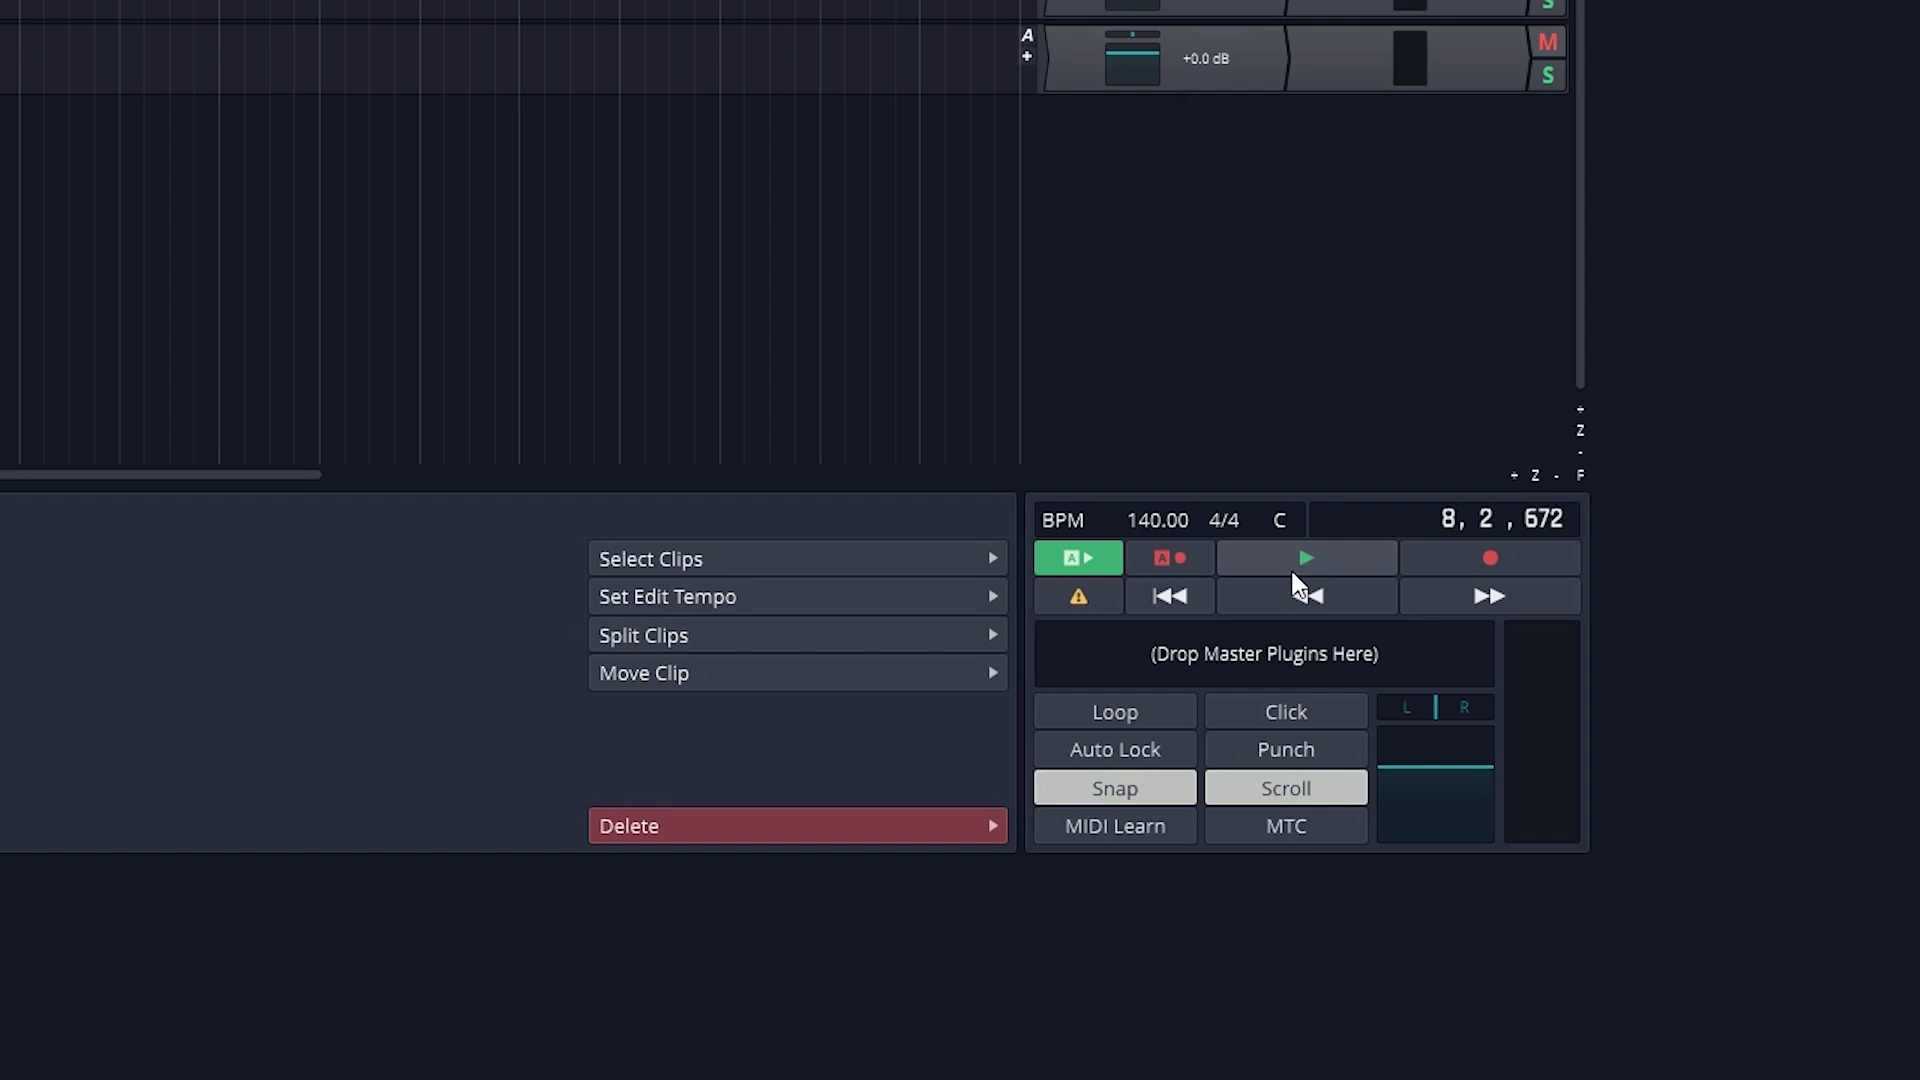 S
A
+
+0.0 dB
M
S
+
Z
-
+ Z - F
BPM 140.00 4/4 C 8, 2 , 672
A A
Select Clips
Set Edit Tempo
Split Clips
Move Clip
(Drop Master Plugins Here)
Loop Click L R
Auto Lock Punch
Snap Scroll
Delete MIDI Learn MTC